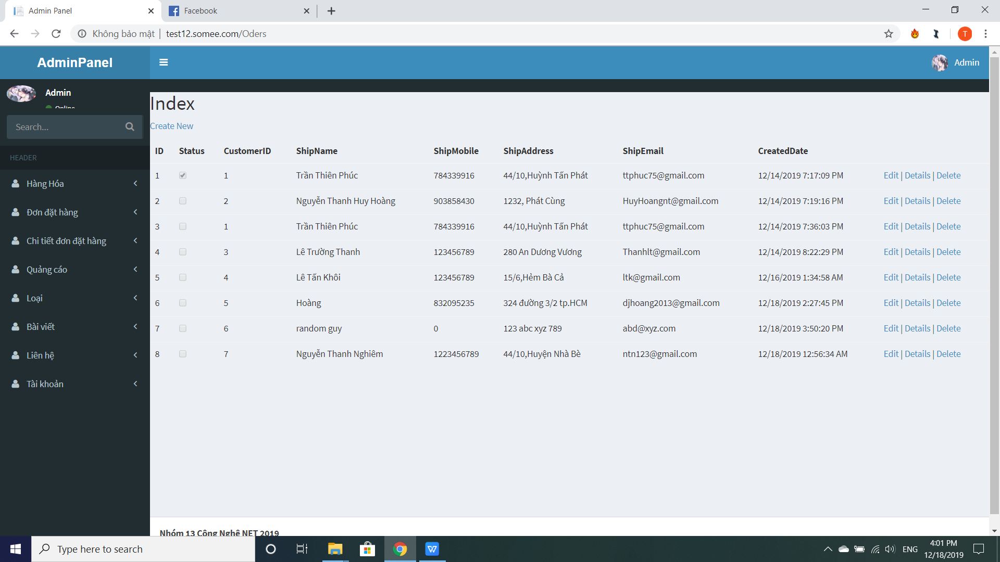 Admin Panel
Facebook
Không bảo mật | test12.somee.com/Oders
T
AdminPanel
Admin
Admin
Online
Search...
HEADER
Hàng Hóa
Đơn đặt hàng
Chi tiết đơn đặt hàng
Quảng cáo
Loại
Bài viết
Liên hệ
Tài khoản
Index
Create New
ID Status CustomerID ShipName ShipMobile ShipAddress ShipEmail CreatedDate
1 1 Trần Thiên Phúc 784339916 44/10,Huỳnh Tấn Phát ttphuc75@gmail.com 12/14/2019 7:17:09 PM Edit | Details | Delete
2 2 Nguyễn Thanh Huy Hoàng 903858430 1232, Phát Cùng HuyHoangnt@gmail.com 12/14/2019 7:19:16 PM Edit | Details | Delete
3 1 Trần Thiên Phúc 784339916 44/10,Huỳnh Tấn Phát ttphuc75@gmail.com 12/14/2019 7:36:03 PM Edit | Details | Delete
4 3 Lê Trường Thanh 123456789 280 An Dương Vương Thanhlt@gmail.com 12/14/2019 8:22:29 PM Edit | Details | Delete
5 4 Lê Tấn Khôi 123456789 15/6,Hẻm Bà Cả ltk@gmail.com 12/16/2019 1:34:58 AM Edit | Details | Delete
6 5 Hoàng 832095235 324 đường 3/2 tp.HCM djhoang2013@gmail.com 12/18/2019 2:27:45 PM Edit | Details | Delete
7 6 random guy 0 123 abc xyz 789 abd@xyz.com 12/18/2019 3:50:20 PM Edit | Details | Delete
8 7 Nguyễn Thanh Nghiêm 1223456789 44/10,Huyện Nhà Bè ntn123@gmail.com 12/18/2019 12:56:34 AM Edit | Details | Delete
Nhóm 13 Công Nghệ NET 2019
Type here to search
ENG
4:01 PM
12/18/2019